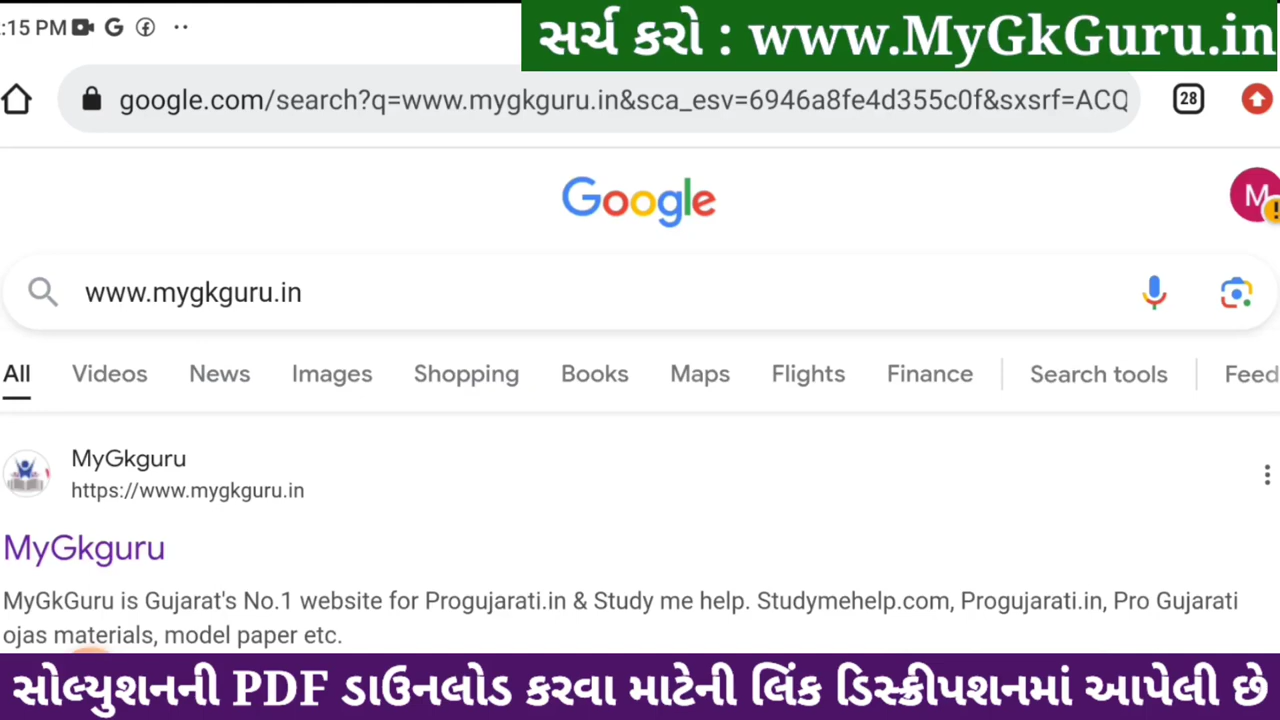 :15 PM
સર્ચ કરો : www.MyGkGuru.in
google.com/search?q=www.mygkguru.in&sca_esv=6946a8fe4d355c0f&sxsrf=ACQ
28
Google
M
www.mygkguru.in
All Videos News Images Shopping Books Maps Flights Finance Search tools Feed
MyGkguru
https://www.mygkguru.in
MyGkguru
MyGkGuru is Gujarat's No.1 website for Progujarati.in & Study me help. Studymehelp.com, Progujarati.in, Pro Gujarati
ojas materials, model paper etc.
સોલ્યુશનની PDF ડાઉનલોડ કરવા માટેની લિંક ડિસ્ક્રીપશનમાં આપેલી છે